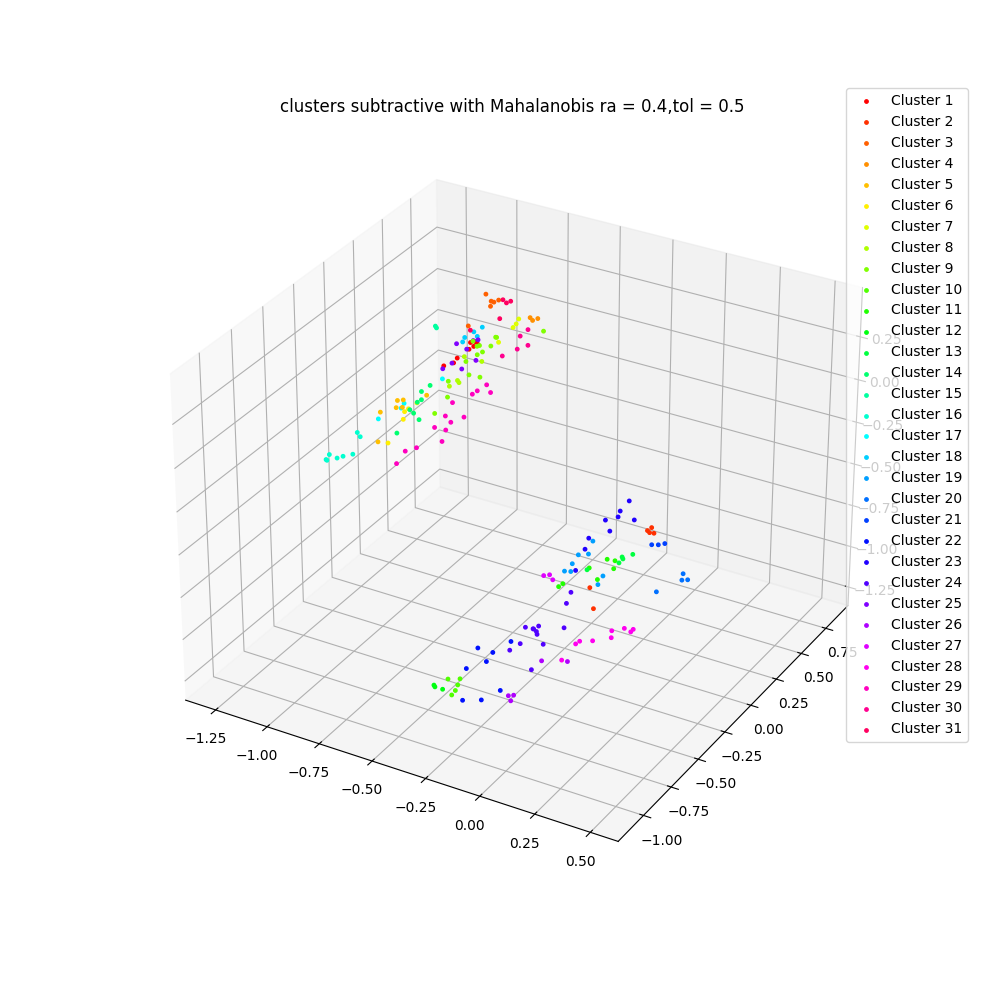 clusters subtractive with Mahalanobis ra = 0.4,tol = 0.5
Cluster 1
Cluster 2
Cluster 3
Cluster 4
Cluster 5
Cluster 6
Cluster 7
Cluster 8
Cluster 9
Cluster 10
Cluster 11
Cluster 12
Cluster 13
Cluster 14
Cluster 15
Cluster 16
Cluster 17
Cluster 18
Cluster 19
Cluster 20
Cluster 21
Cluster 22
Cluster 23
Cluster 24
Cluster 25
Cluster 26
Cluster 27
Cluster 28
Cluster 29
Cluster 30
Cluster 31
0.25
0.00
−0.25
−0.50
−0.75
−1.00
−1.25
0.75
0.50
0.25
0.00
−0.25
−0.50
−0.75
−1.00
−1.25
−1.00
−0.75
−0.50
−0.25
0.00
0.25
0.50